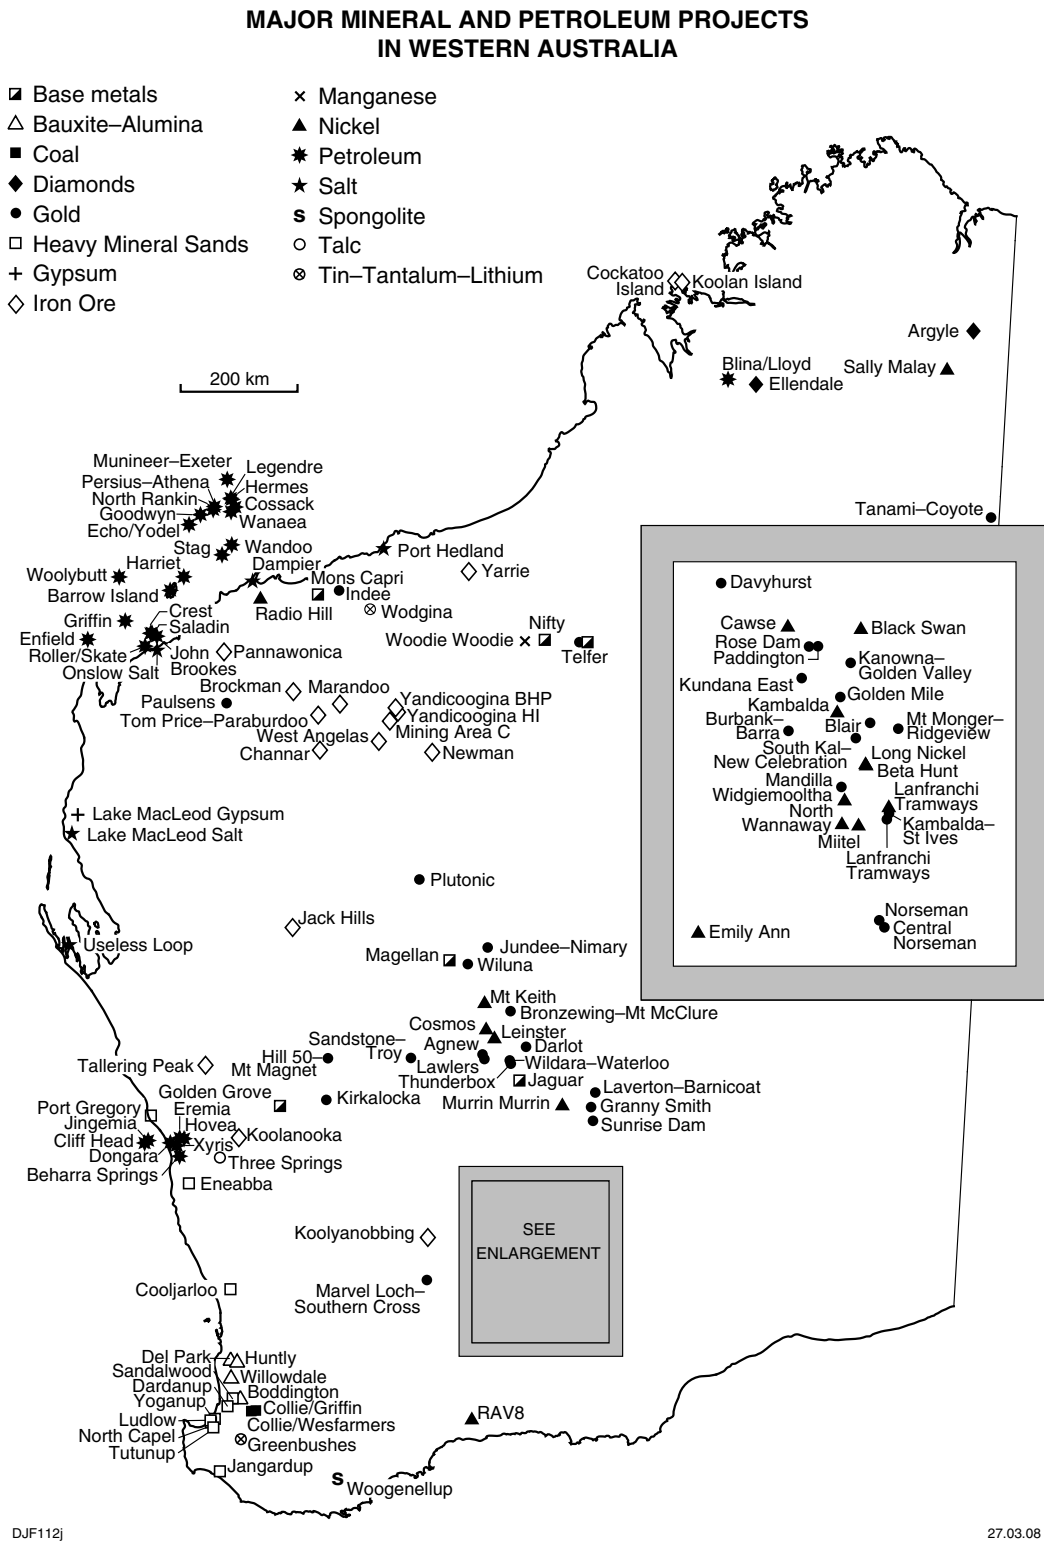 MAJOR MINERAL AND PETROLEUM PROJECTS
IN WESTERN AUSTRALIA
Base metals
Bauxite–Alumina
Coal
Diamonds
Gold
Heavy Mineral Sands
Gypsum
Iron Ore
Manganese
Nickel
Petroleum
Salt
S Spongolite
Talc
Tin–Tantalum–Lithium
200 km
Cockatoo
Island
Koolan Island
Argyle
Blina/Lloyd
Sally Malay
Ellendale
Munineer–Exeter
Legendre
Persius–Athena
Hermes
North Rankin
Cossack
Goodwyn
Wanaea
Echo/Yodel
Tanami–Coyote
Stag
Wandoo
Port Hedland
Harriet
Dampier
Woolybutt
Mons Capri
Yarrie
Barrow Island
Indee
Radio Hill
Wodgina
Griffin
Crest
Saladin
Nifty
Enfield
Woodie Woodie
Roller/Skate
John
Brookes
Pannawonica
Telfer
Onslow Salt
Brockman
Marandoo
Paulsens
Yandicoogina BHP
Tom Price–Paraburdoo
Yandicoogina HI
West Angelas
Mining Area C
Channar
Newman
Lake MacLeod Gypsum
Lake MacLeod Salt
Plutonic
Jack Hills
Useless Loop
Jundee–Nimary
Magellan
Wiluna
Mt Keith
Bronzewing–Mt McClure
Cosmos
Leinster
Sandstone–
Troy
Agnew
Darlot
Hill 50–
Mt Magnet
Lawlers
Wildara–Waterloo
Tallering Peak
Thunderbox
Jaguar
Golden Grove
Kirkalocka
Laverton–Barnicoat
Murrin Murrin
Granny Smith
Sunrise Dam
Port Gregory
Eremia
Jingemia
Hovea
Cliff Head
Xyris
Koolanooka
Dongara
Three Springs
Beharra Springs
Eneabba
Koolyanobbing
SEE
ENLARGEMENT
Cooljarloo
Marvel Loch–
Southern Cross
Del Park
Huntly
Sandalwood
Willowdale
Dardanup
Boddington
Yoganup
Collie/Griffin
Ludlow
Collie/Wesfarmers
North Capel
Greenbushes
Tutunup
RAV8
Jangardup
S
Woogenellup
Davyhurst
Cawse
Black Swan
Rose Dam
Paddington
Kanowna–
Golden Valley
Kundana East
Golden Mile
Kambalda
Burbank–
Barra
Blair
Mt Monger–
Ridgeview
South Kal–
New Celebration
Long Nickel
Beta Hunt
Mandilla
Widgiemooltha
North
Lanfranchi
Tramways
Wannaway
Kambalda–
St Ives
Miitel
Lanfranchi
Tramways
Norseman
Emily Ann
Central
Norseman
DJF112j
27.03.08